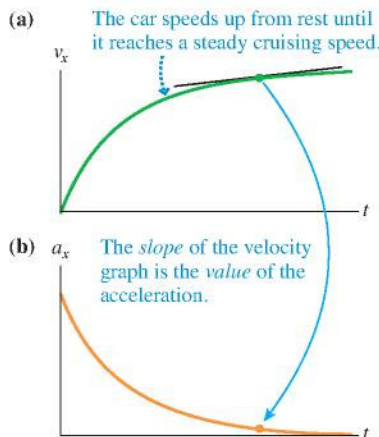 (a) The car speeds up from rest until
it reaches a steady cruising speed.
vx
t
(b) ax The slope of the velocity
graph is the value of the
acceleration.
t